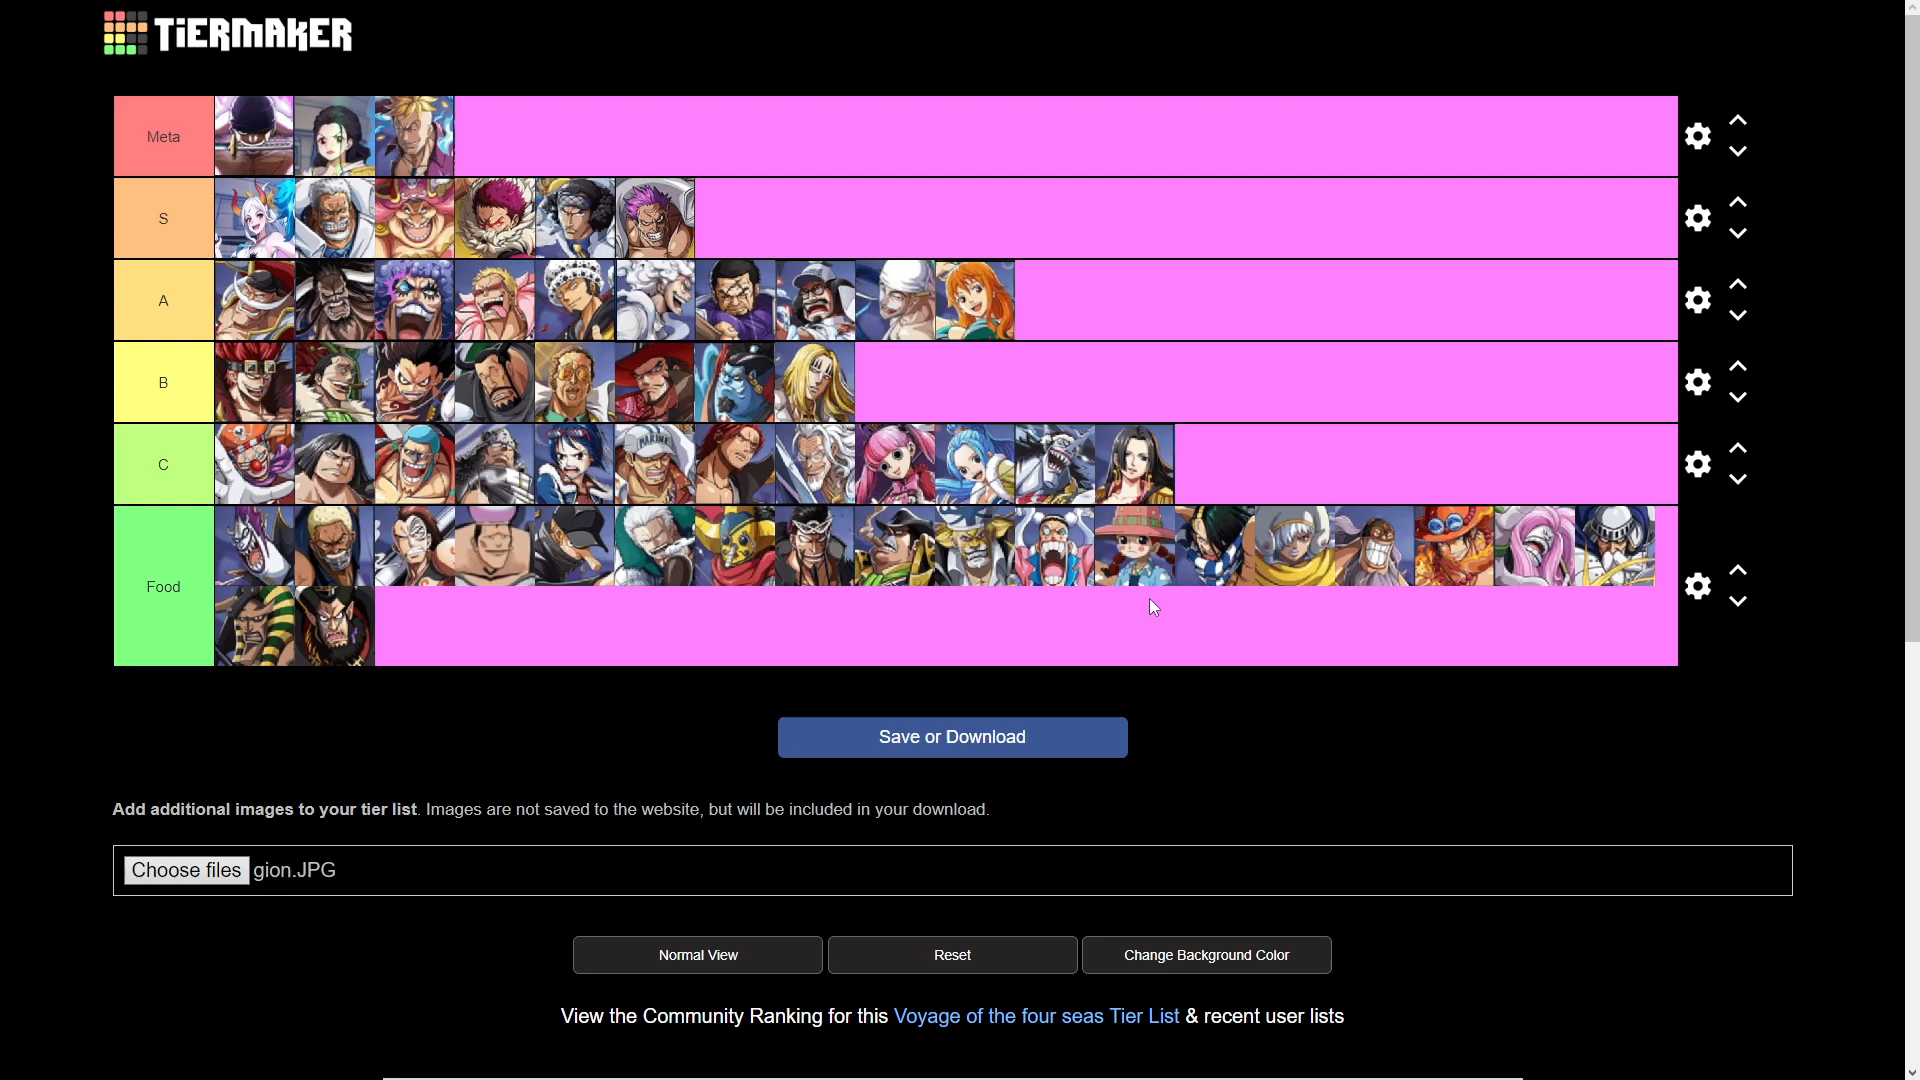 TIERMAKER
Meta
S
A
B
C
Food
Save or Download
Add additional images to your tier list. Images are not saved to the website, but will be included in your download.
Choose files gion.JPG
Normal View
Reset
Change Background Color
View the Community Ranking for this Voyage of the four seas Tier List & recent user lists